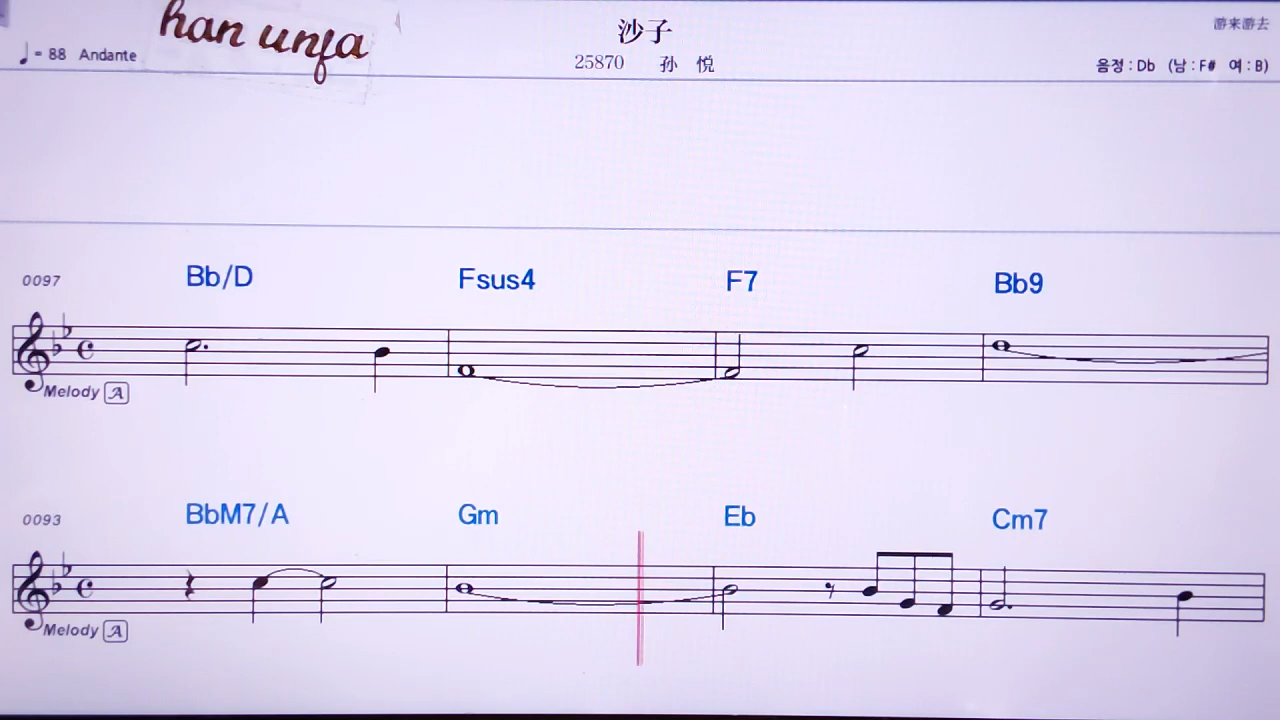 han unfa
沙子
游来游去
♩= 88 Andante
25870 孙 悦
음정 : Db (남 : F# 여 : B)
0097 Bb/D Fsus4 F7 Bb9
Melody A
0093 BbM7/A Gm Eb Cm7
Melody A